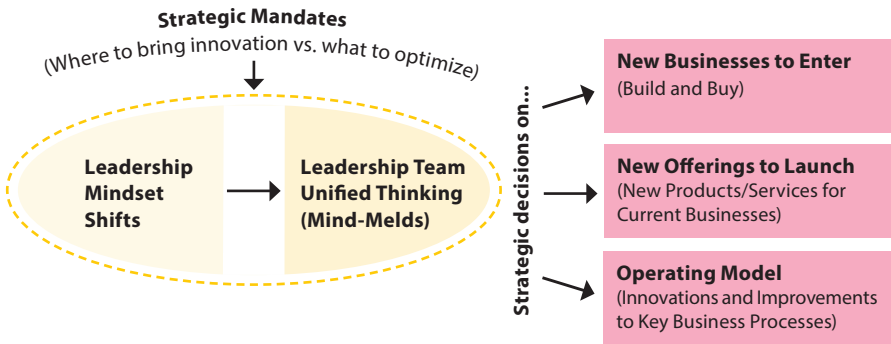 Strategic Mandates
(Where to bring innovation vs. what to optimize)
Leadership
Mindset
Shifts
Leadership Team
Unified Thinking
(Mind-Melds)
Strategic decisions on...
New Businesses to Enter
(Build and Buy)
New Offerings to Launch
(New Products/Services for
Current Businesses)
Operating Model
(Innovations and Improvements
to Key Business Processes)